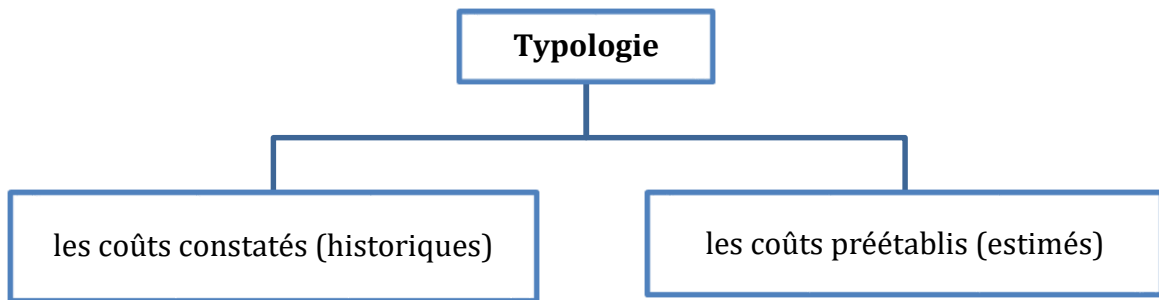 Typologie
les coûts constatés (historiques)
les coûts préétablis (estimés)